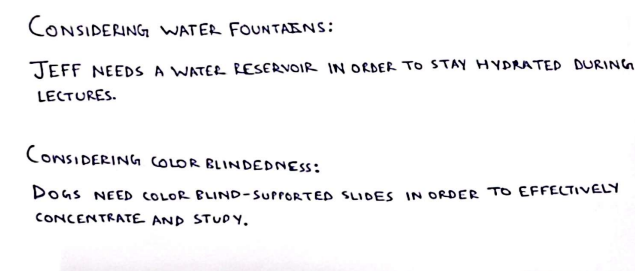 CONSIDERING WATER FOUNTAINS:
JEFF NEEDS A WATER RESERVOIR IN ORDER TO STAY HYDRATED DURING
LECTURES.
CONSIDERING COLOR BLINDEDNESS:
DOGS NEED COLOR BLIND-SUPPORTED SLIDES IN ORDER TO EFFECTIVELY
CONCENTRATE AND STUDY.